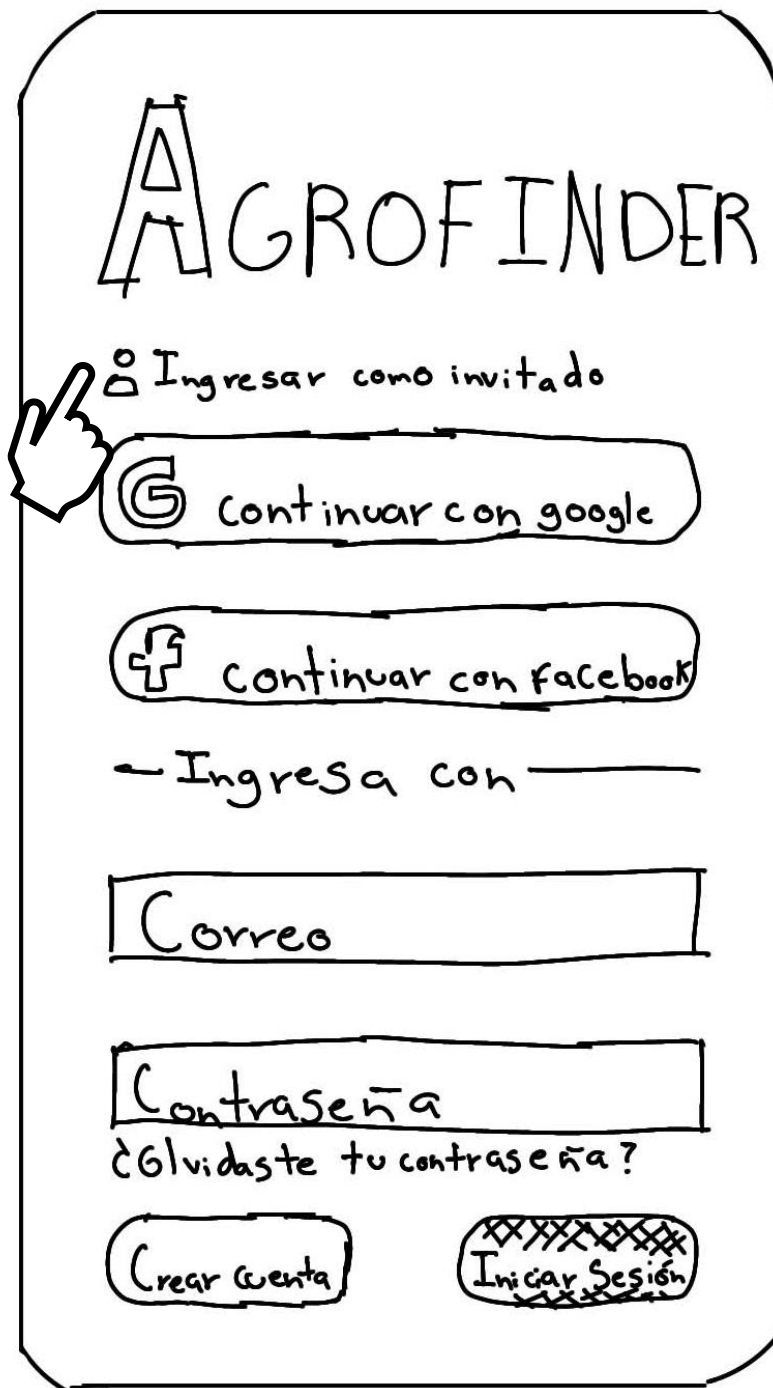 AGROFINDER
Ingresar como invitado
G continuar con google
f continuar con facebook
Ingresa con
Correo
Contraseña
¿Olvidaste tu contraseña?
Crear cuenta
Iniciar Sesión